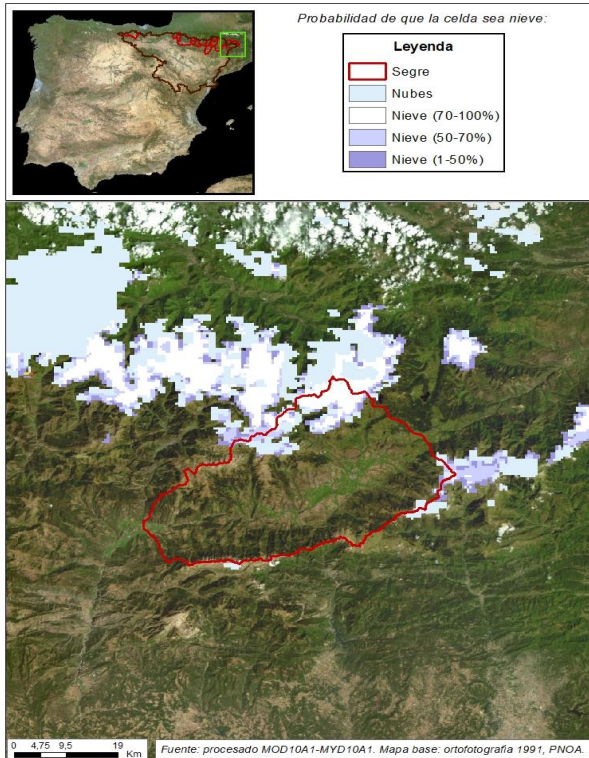 Probabilidad de que la celda sea nieve:
Leyenda
Segre
Nubes
Nieve (70-100%)
Nieve (50-70%)
Nieve (1-50%)
0 4,75 9,5 19
Km
Fuente: procesado MOD10A1-MYD10A1. Mapa base: ortofotografia 1991, PNOA.